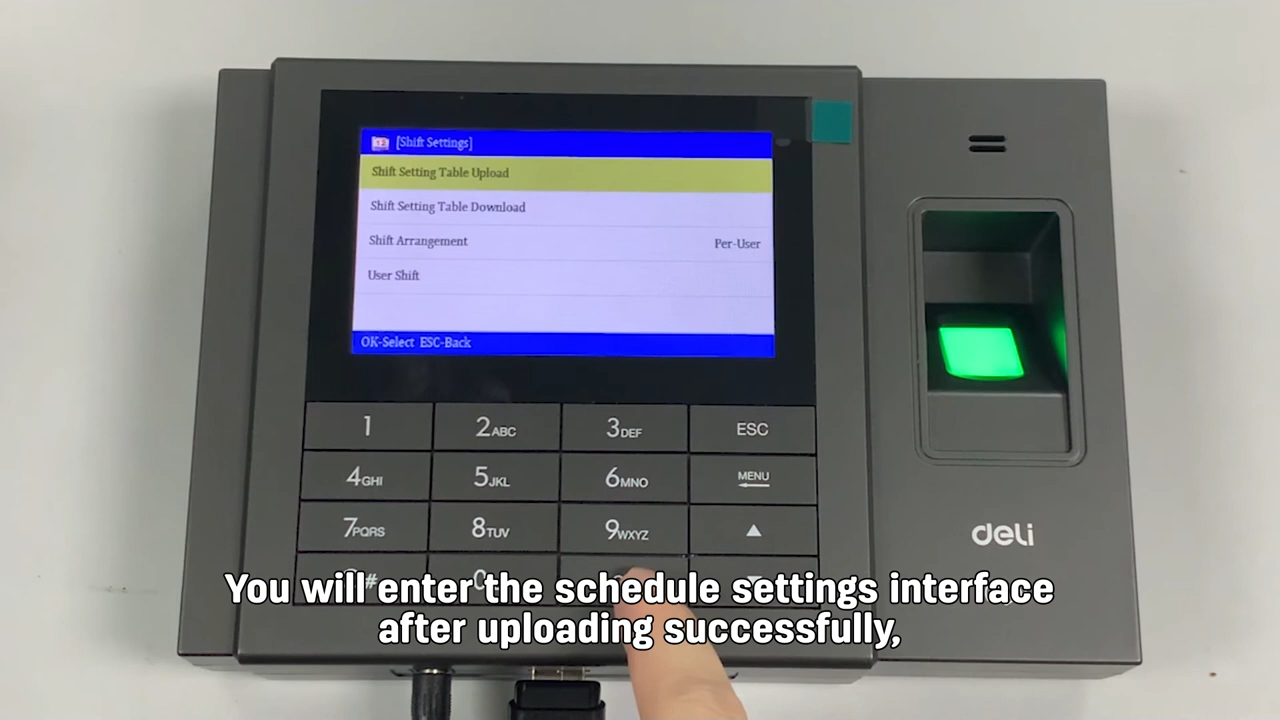 [Shift Settings]
Shift Setting Table Upload
Shift Setting Table Download
Shift Arrangement Per-User
User Shift
OK-Select ESC-Back
1 2ABC 3DEF ESC
4GHI 5JKL 6MNO MENU
7PQRS 8TUV 9WXYZ ▲
# 0
deli
You will enter the schedule settings interface
after uploading successfully,